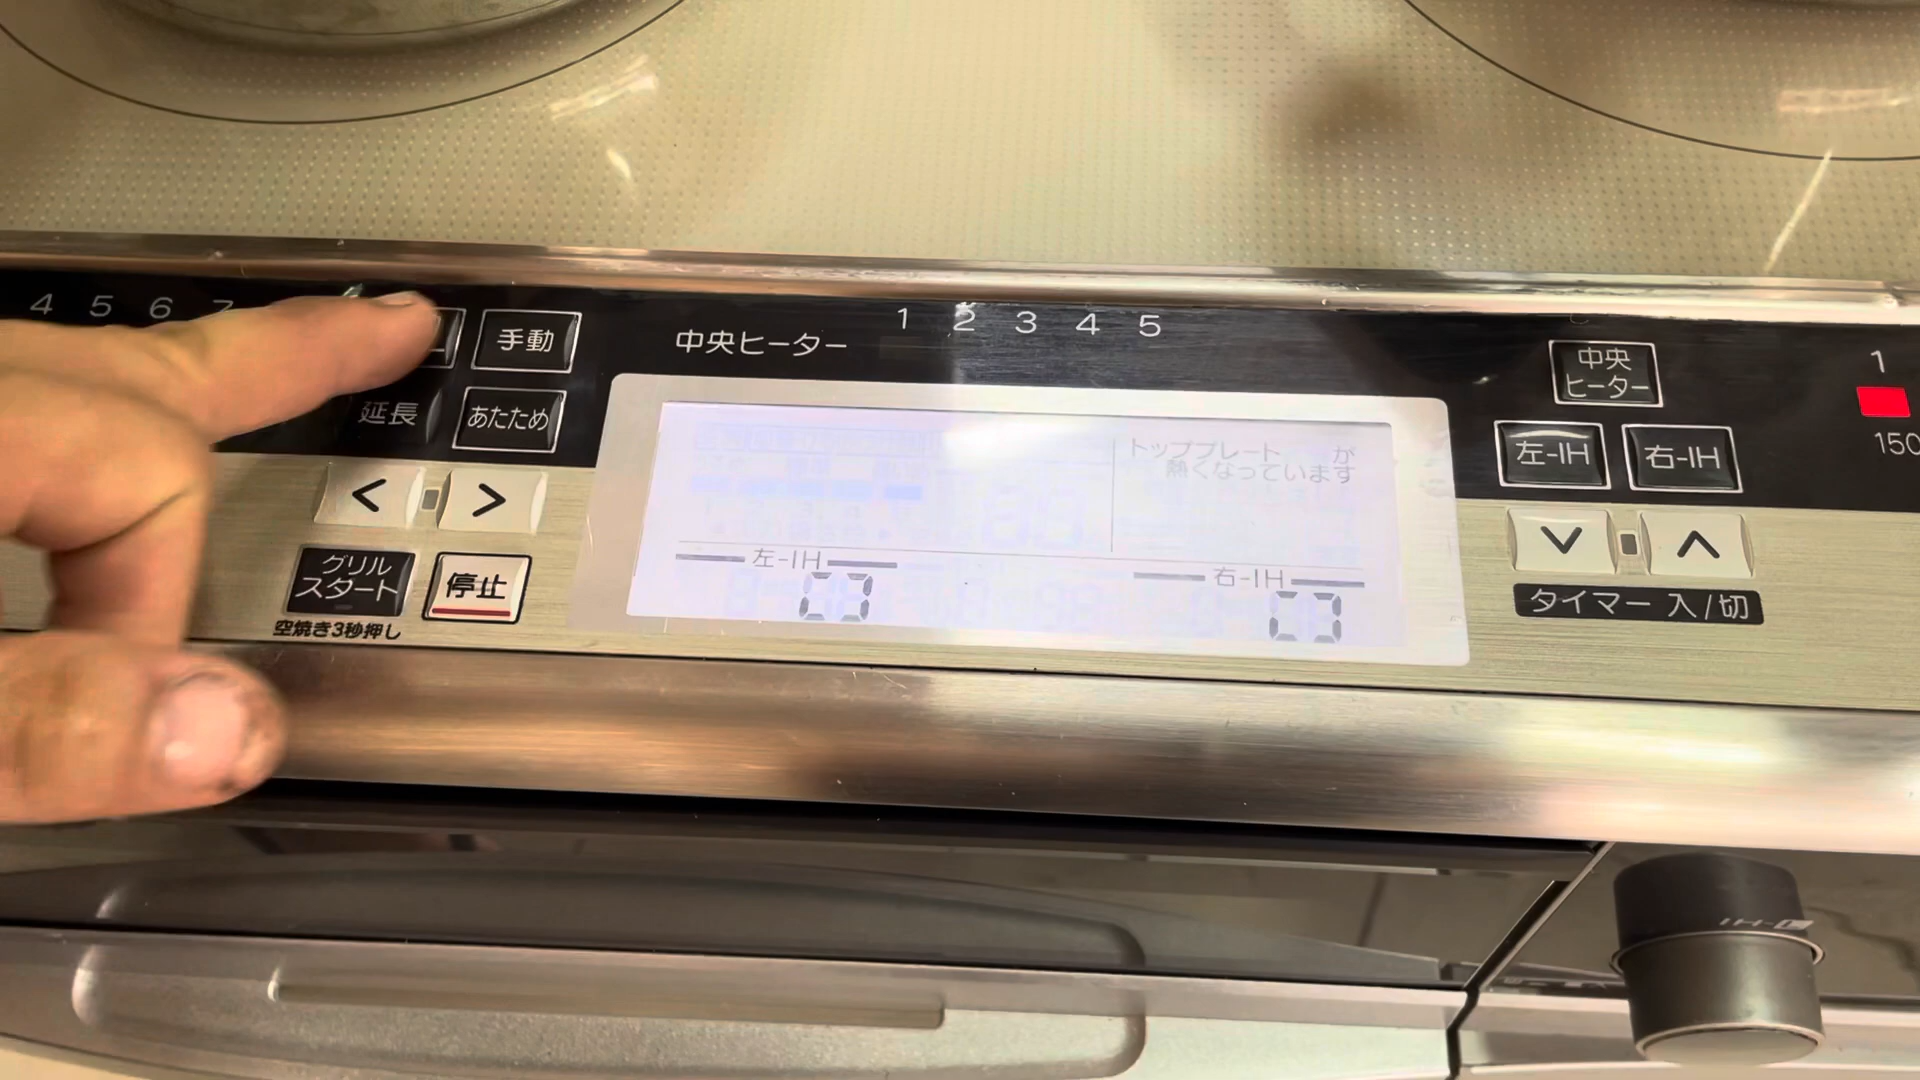 4 5 6 7
手動
延長
あたため
< >
グリル
スタート
停止
空焼き3秒押し
中央ヒーター
1 2 3 4 5
トッププレート が
熱くなっています
左-IH
右-IH
中央
ヒーター
左-IH
右-IH
タイマー 入/切
1
150